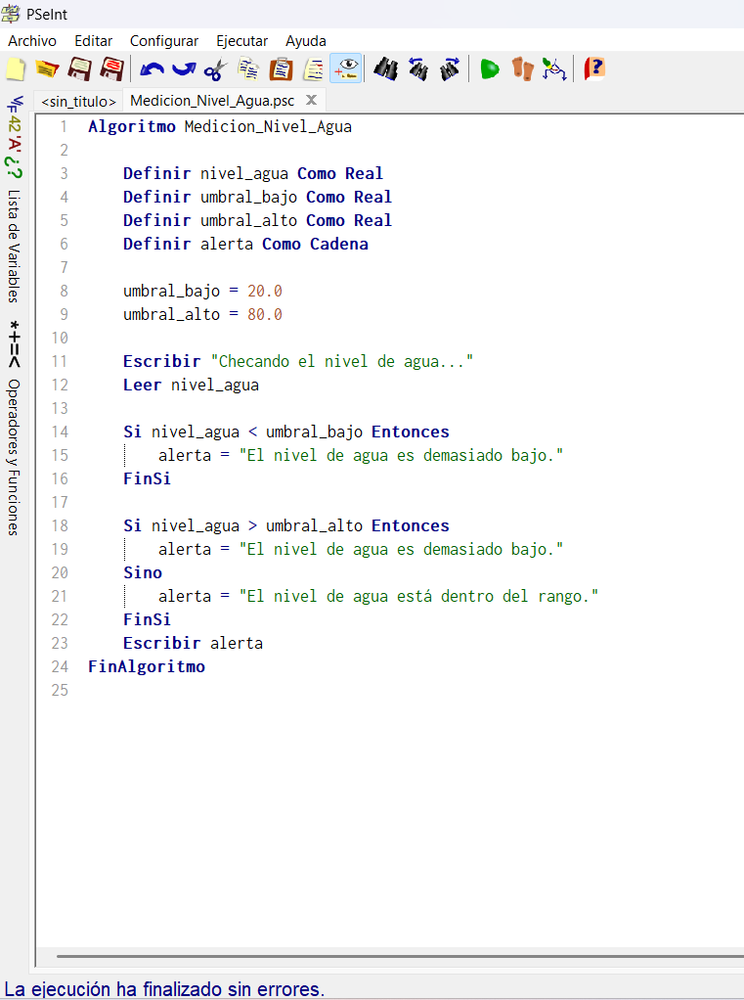 PSeInt
Archivo Editar Configurar Ejecutar Ayuda
<sin_titulo> Medicion_Nivel_Agua.psc X
1 Algoritmo Medicion_Nivel_Agua
2
3 Definir nivel_agua Como Real
4 Definir umbral_bajo Como Real
5 Definir umbral_alto Como Real
6 Definir alerta Como Cadena
7
8 umbral_bajo = 20.0
9 umbral_alto = 80.0
10
11 Escribir "Checando el nivel de agua..."
12 Leer nivel_agua
13
14 Si nivel_agua < umbral_bajo Entonces
15 alerta = "El nivel de agua es demasiado bajo."
16 FinSi
17
18 Si nivel_agua > umbral_alto Entonces
19 alerta = "El nivel de agua es demasiado bajo."
20 Sino
21 alerta = "El nivel de agua está dentro del rango."
22 FinSi
23 Escribir alerta
24 FinAlgoritmo
25
VF 42 'A' ¿? Lista de Variables
*+=< Operadores y Funciones
La ejecución ha finalizado sin errores.